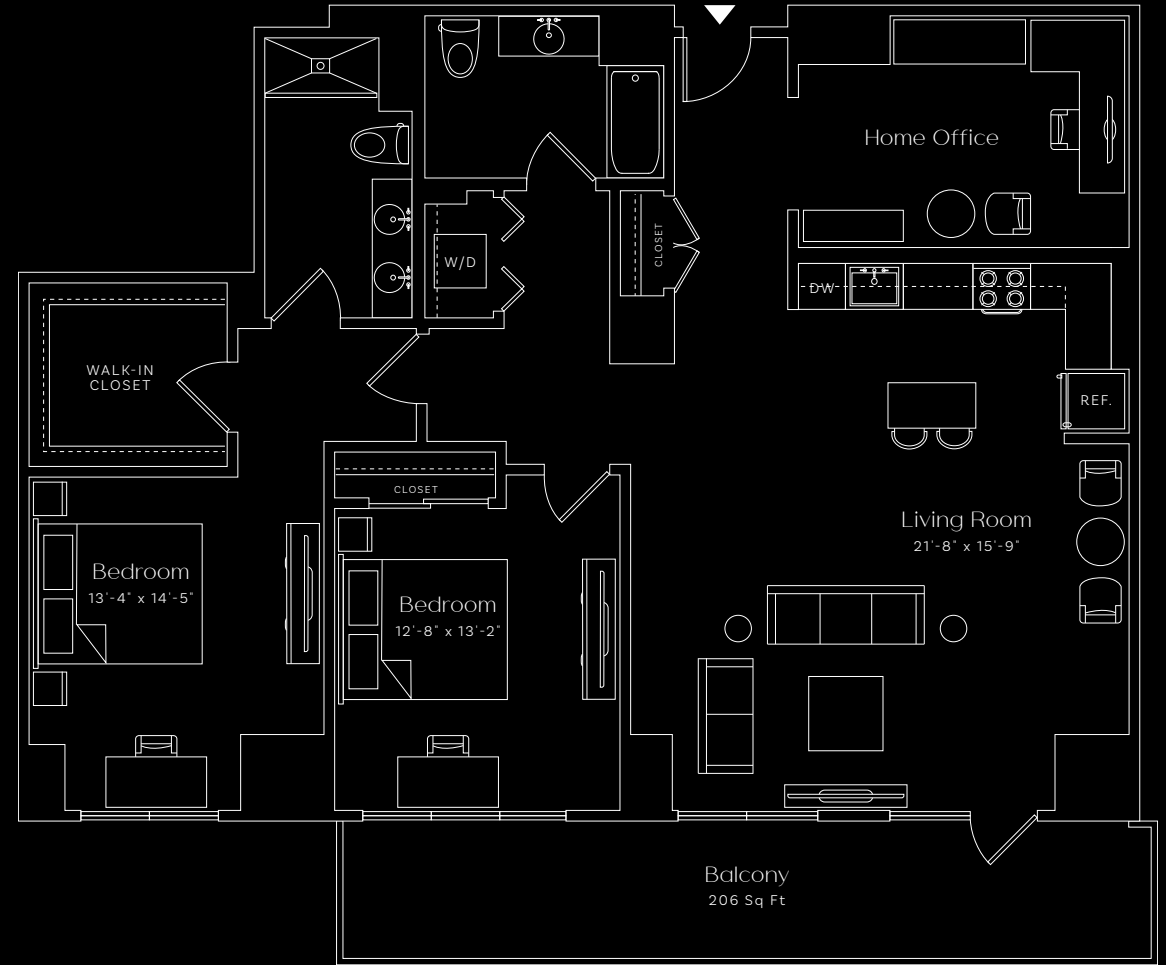 Home Office
CLOSET
W/D
DW
WALK-IN
CLOSET
REF.
CLOSET
Living Room
21'-8" x 15'-9"
Bedroom
13'-4" x 14'-5"
Bedroom
12'-8" x 13'-2"
Balcony
206 Sq Ft